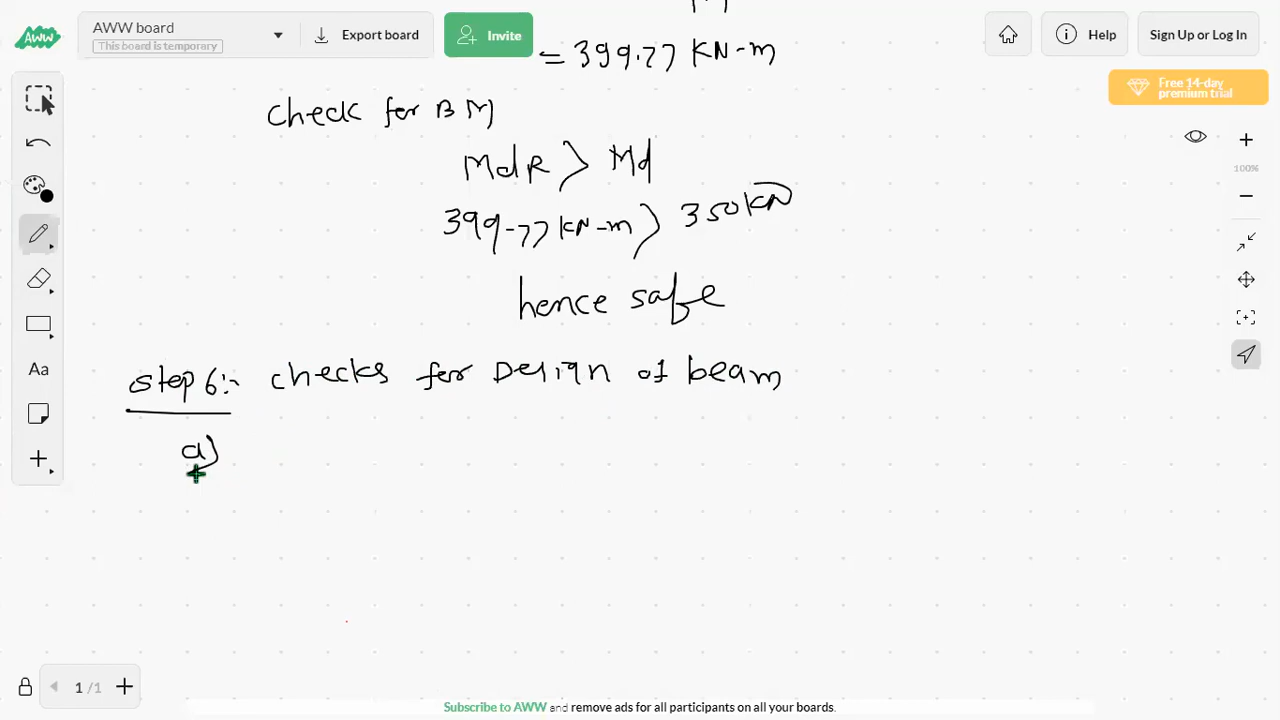 AWW board
This board is temporary
Export board
Invite
Help
Sign Up or Log In
Free 14-day
premium trial
= 399.77 KN-m
check for B M
MdR > Md
399-77 KN-m > 350KN
hence safe
step 6:- checks for Design of beam
a)
100%
Aa
1 /1
Subscribe to AWW and remove ads for all participants on all your boards.